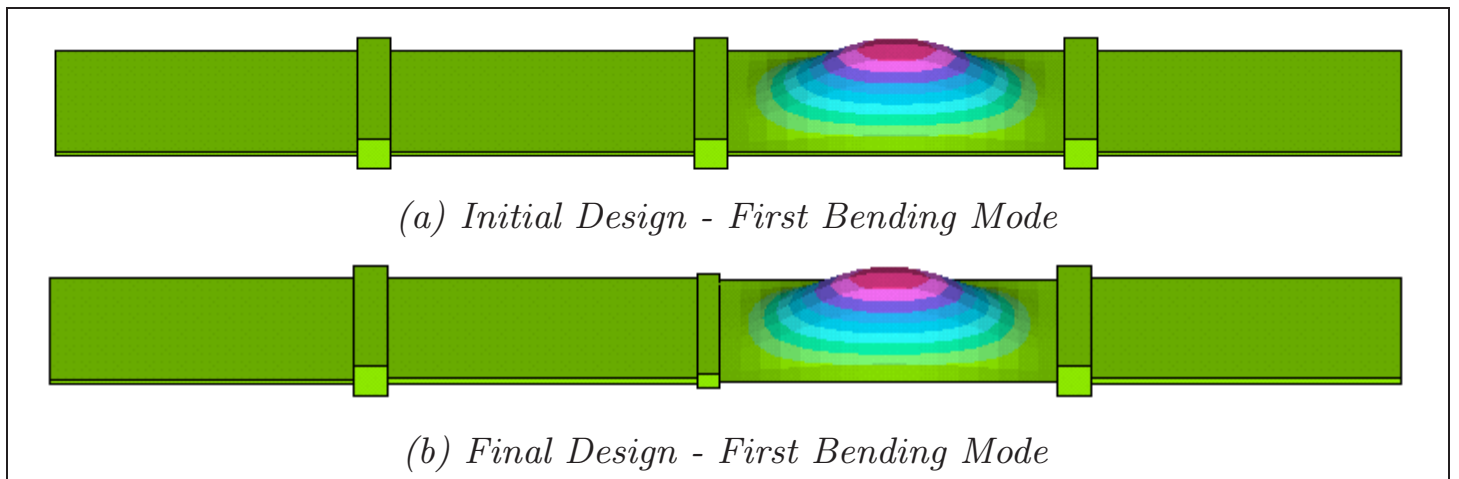 (a) Initial Design - First Bending Mode
(b) Final Design - First Bending Mode